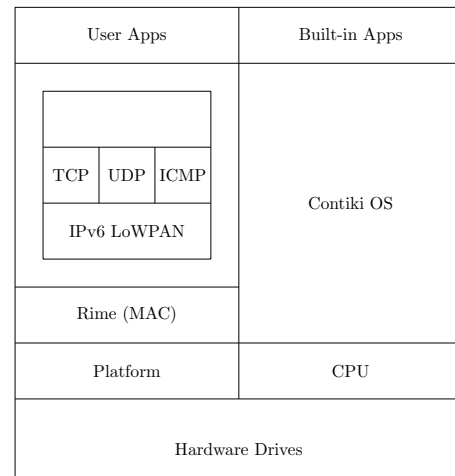 User Apps
Built-in Apps
TCP UDP ICMP
IPv6 LoWPAN
Contiki OS
Rime (MAC)
Platform
CPU
Hardware Drives